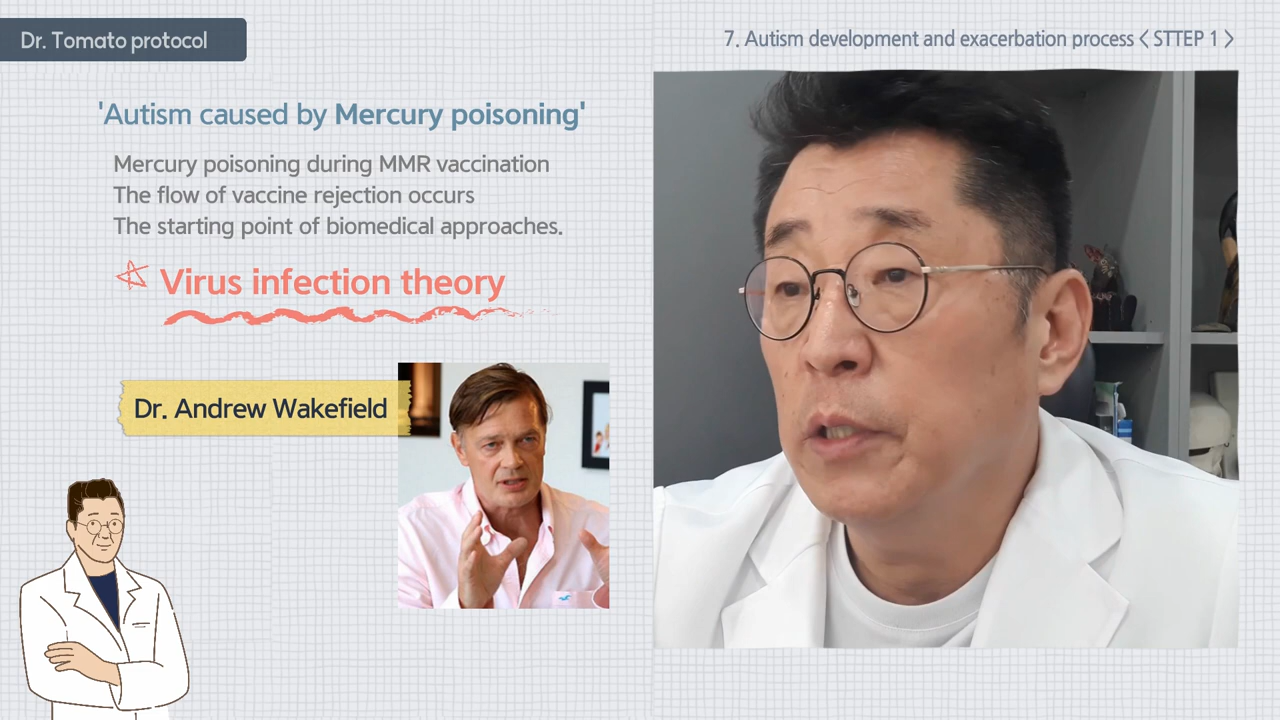 Dr. Tomato protocol
7. Autism development and exacerbation process < STTEP 1 >
'Autism caused by Mercury poisoning'
Mercury poisoning during MMR vaccination
The flow of vaccine rejection occurs
The starting point of biomedical approaches.
Virus infection theory
Dr. Andrew Wakefield